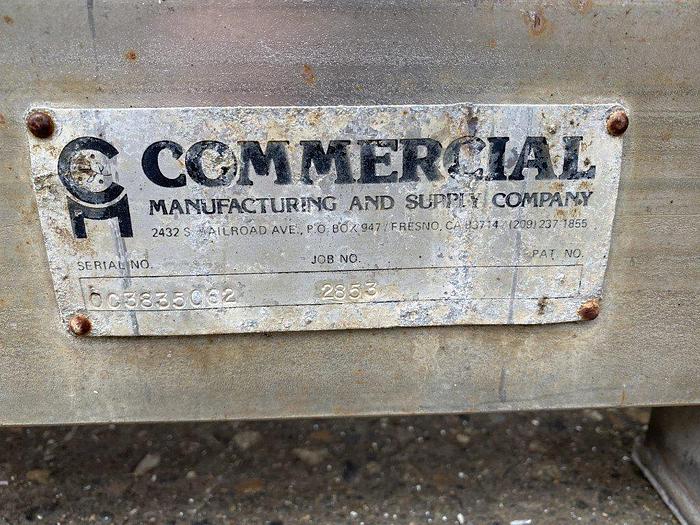 CM
COMMERCIAL
MANUFACTURING AND SUPPLY COMPANY
2432 S. RAILROAD AVE., P.O. BOX 947 / FRESNO, CA 93714 / (209) 237-1855
SERIAL NO. JOB NO. PAT. NO.
2853